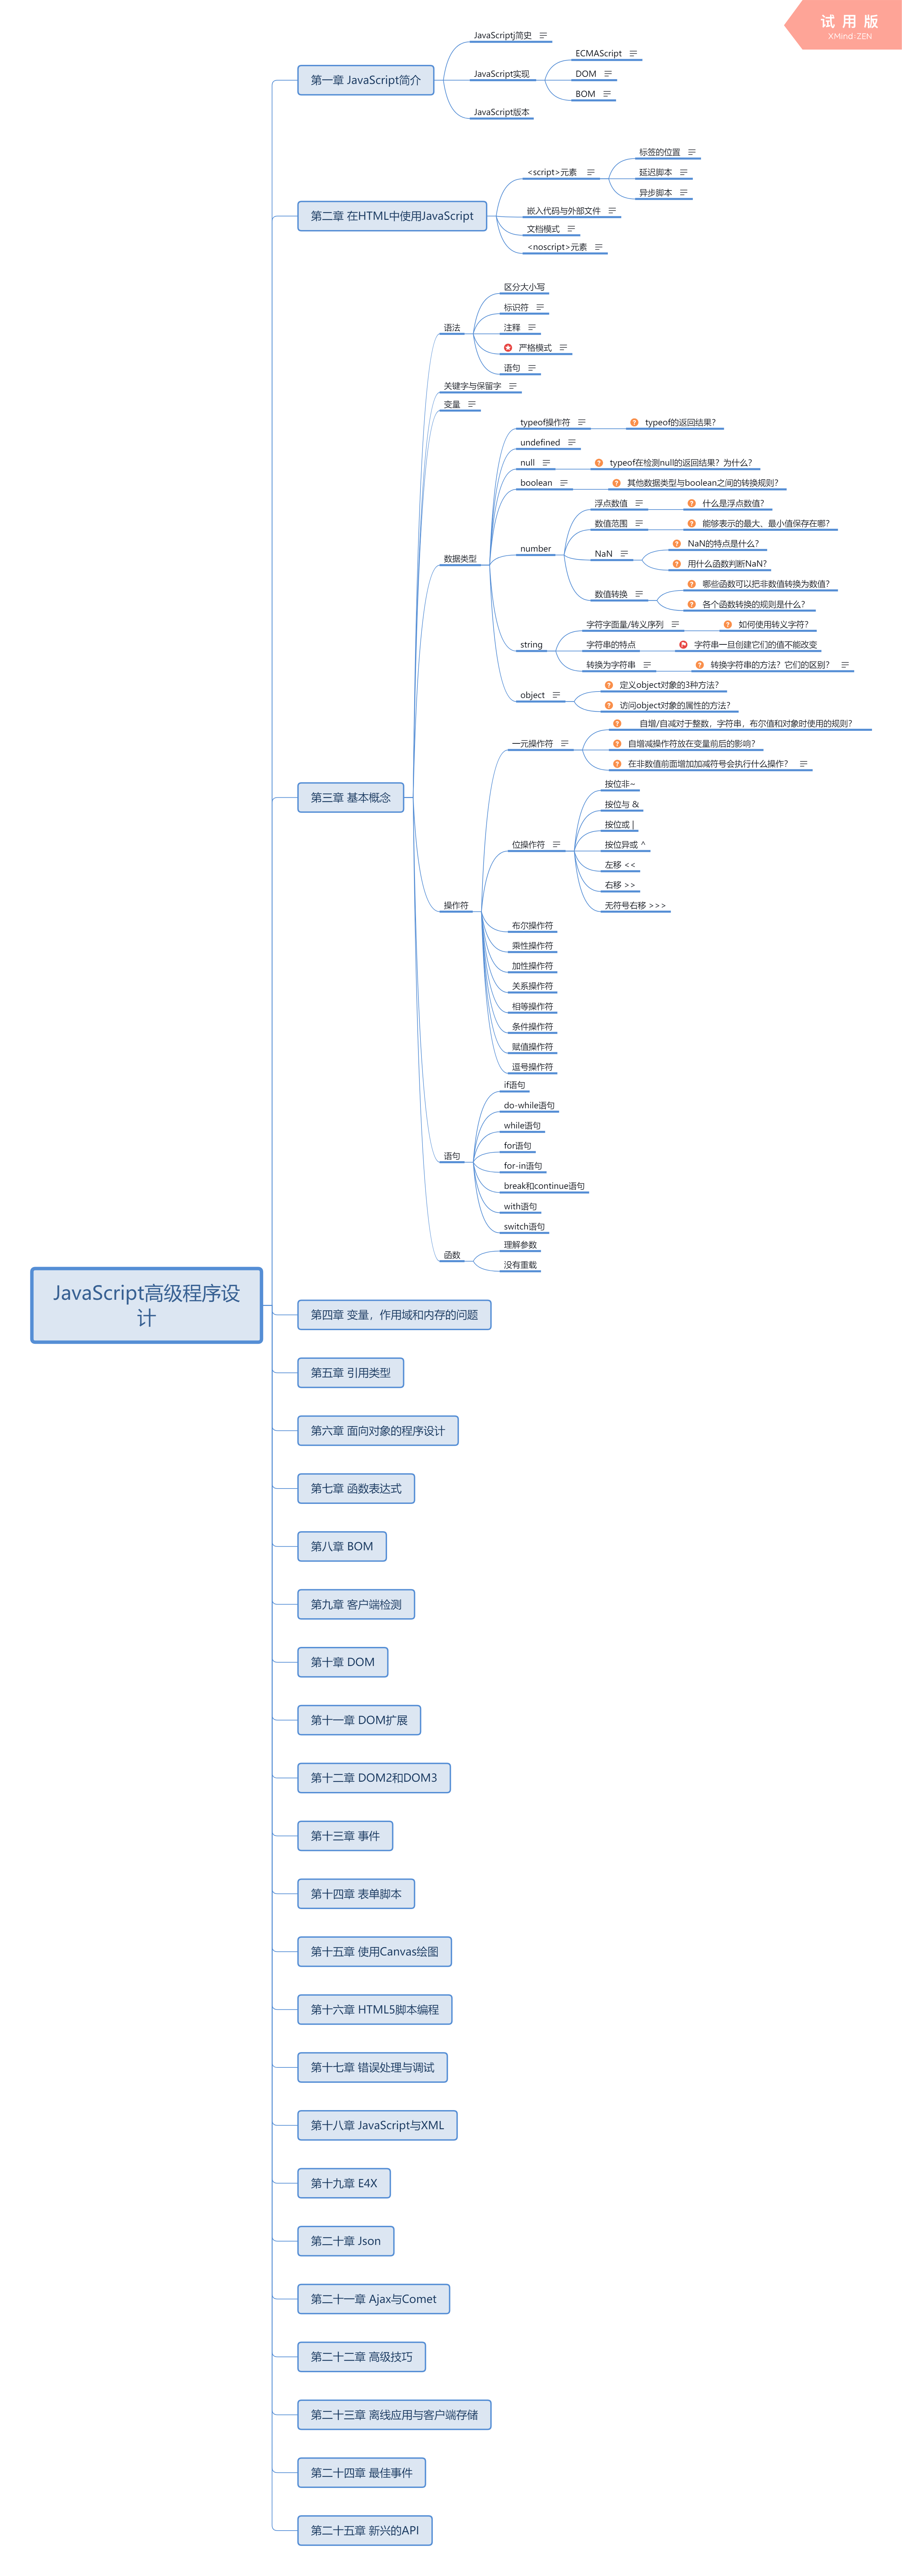 试 用 版
XMind:ZEN
JavaScript高级程序设
计
第一章 JavaScript简介
JavaScriptj简史
JavaScript实现
ECMAScript
DOM
BOM
JavaScript版本
第二章 在HTML中使用JavaScript
<script>元素
标签的位置
延迟脚本
异步脚本
嵌入代码与外部文件
文档模式
<noscript>元素
第三章 基本概念
语法
区分大小写
标识符
注释
严格模式
语句
关键字与保留字
变量
数据类型
typeof操作符
typeof的返回结果？
undefined
null
typeof在检测null的返回结果？为什么？
boolean
其他数据类型与boolean之间的转换规则？
number
浮点数值
什么是浮点数值？
数值范围
能够表示的最大、最小值保存在哪？
NaN
NaN的特点是什么？
用什么函数判断NaN？
数值转换
哪些函数可以把非数值转换为数值？
各个函数转换的规则是什么？
string
字符字面量/转义序列
如何使用转义字符？
字符串的特点
字符串一旦创建它们的值不能改变
转换为字符串
转换字符串的方法？它们的区别？
object
定义object对象的3种方法？
访问object对象的属性的方法？
操作符
一元操作符
自增/自减对于整数，字符串，布尔值和对象时使用的规则？
自增减操作符放在变量前后的影响？
在非数值前面增加加减符号会执行什么操作？
位操作符
按位非~
按位与 &
按位或 |
按位异或 ^
左移 <<
右移 >>
无符号右移 >>>
布尔操作符
乘性操作符
加性操作符
关系操作符
相等操作符
条件操作符
赋值操作符
逗号操作符
语句
if语句
do-while语句
while语句
for语句
for-in语句
break和continue语句
with语句
switch语句
函数
理解参数
没有重载
第四章 变量，作用域和内存的问题
第五章 引用类型
第六章 面向对象的程序设计
第七章 函数表达式
第八章 BOM
第九章 客户端检测
第十章 DOM
第十一章 DOM扩展
第十二章 DOM2和DOM3
第十三章 事件
第十四章 表单脚本
第十五章 使用Canvas绘图
第十六章 HTML5脚本编程
第十七章 错误处理与调试
第十八章 JavaScript与XML
第十九章 E4X
第二十章 Json
第二十一章 Ajax与Comet
第二十二章 高级技巧
第二十三章 离线应用与客户端存储
第二十四章 最佳事件
第二十五章 新兴的API